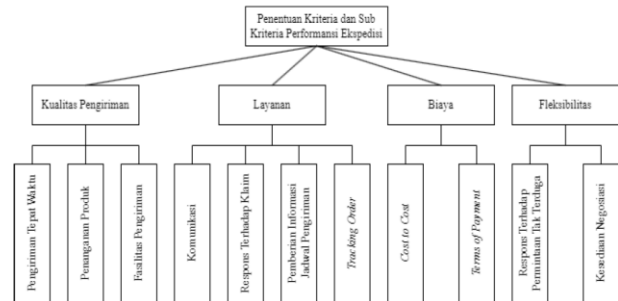 Penentuan Kriteria dan Sub
Kriteria Performansi Ekspedisi
Kualitas Pengiriman
Layanan
Biaya
Fleksibilitas
Pengiriman Tepat Waktu
Penanganan Produk
Fasalitas Pengiriman
Komunikasi
Respons Terhadap Klaim
Pemberian Informasi
Jadwal Pengiriman
Tracking Order
Cost to Cost
Terms of Payment
Respons Terhadap
Permintaan Tak Terduga
Kesediaan Negosiasi